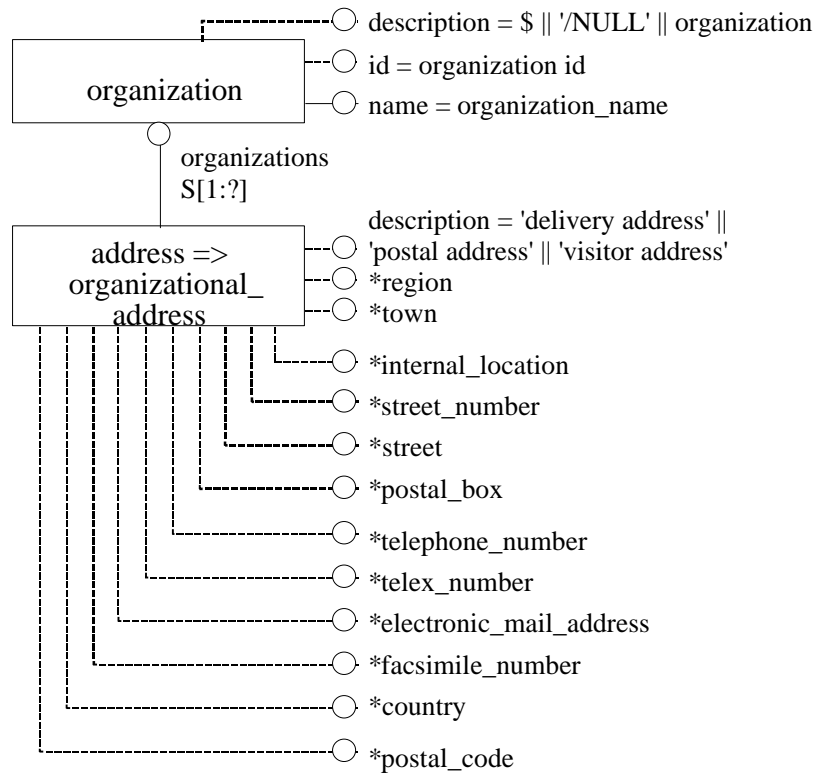 description = $ || '/NULL' || organization
id = organization id
organization
name = organization_name
organizations
S[1:?]
description = 'delivery address' ||
'postal address' || 'visitor address'
address =>
organizational_
address
*region
*town
*internal_location
*street_number
*street
*postal_box
*telephone_number
*telex_number
*electronic_mail_address
*facsimile_number
*country
*postal_code